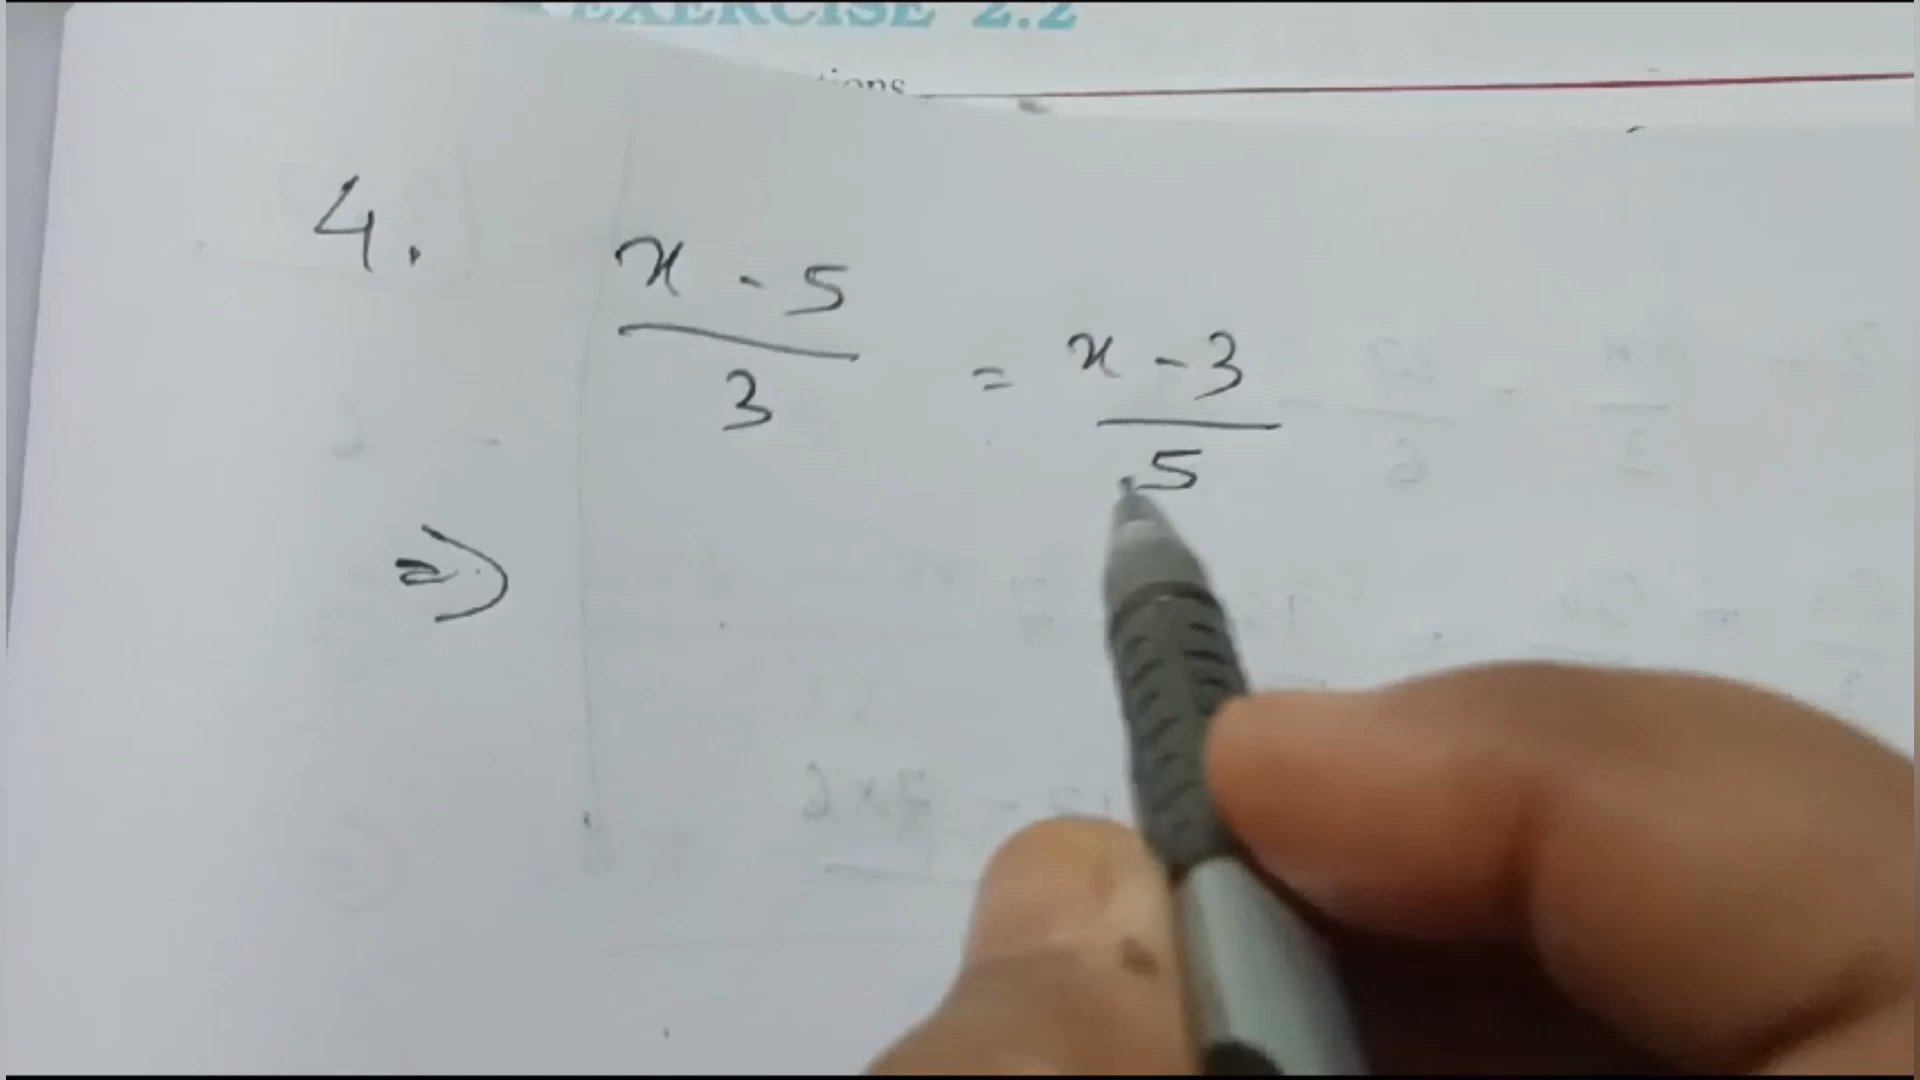 EXERCISE 2.2
4.
x - 5
3
= x - 3
5
⇒